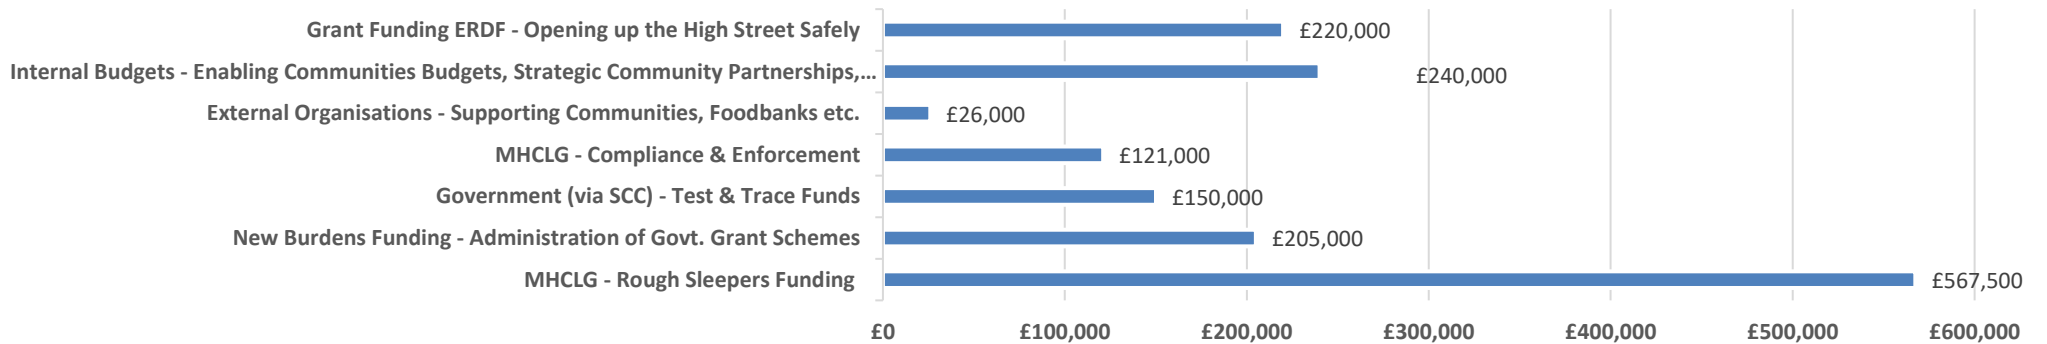 Grant Funding ERDF - Opening up the High Street Safely £220,000
Internal Budgets - Enabling Communities Budgets, Strategic Community Partnerships,... £240,000
External Organisations - Supporting Communities, Foodbanks etc. £26,000
MHCLG - Compliance & Enforcement £121,000
Government (via SCC) - Test & Trace Funds £150,000
New Burdens Funding - Administration of Govt. Grant Schemes £205,000
MHCLG - Rough Sleepers Funding £567,500
£0 £100,000 £200,000 £300,000 £400,000 £500,000 £600,000